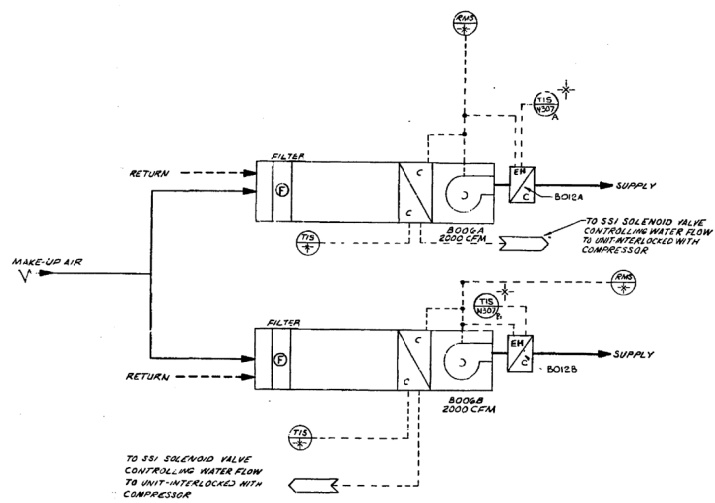 RMS
TIS
N307
A
FILTER
RETURN
F
C
C
EH
C
B012A
SUPPLY
B006A
2000 CFM
TIS
TO SSI SOLENOID VALVE
CONTROLLING WATER FLOW
TO UNIT-INTERLOCKED WITH
COMPRESSOR
MAKE-UP AIR
RMS
TIS
N307
B
FILTER
F
C
C
EH
C
SUPPLY
B012B
RETURN
B006B
2000 CFM
TIS
TO SSI SOLENOID VALVE
CONTROLLING WATER FLOW
TO UNIT-INTERLOCKED WITH
COMPRESSOR